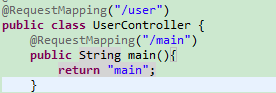 @RequestMapping("/user")
public class UserController {
    @RequestMapping("/main")
    public String main(){
        return "main";
    }